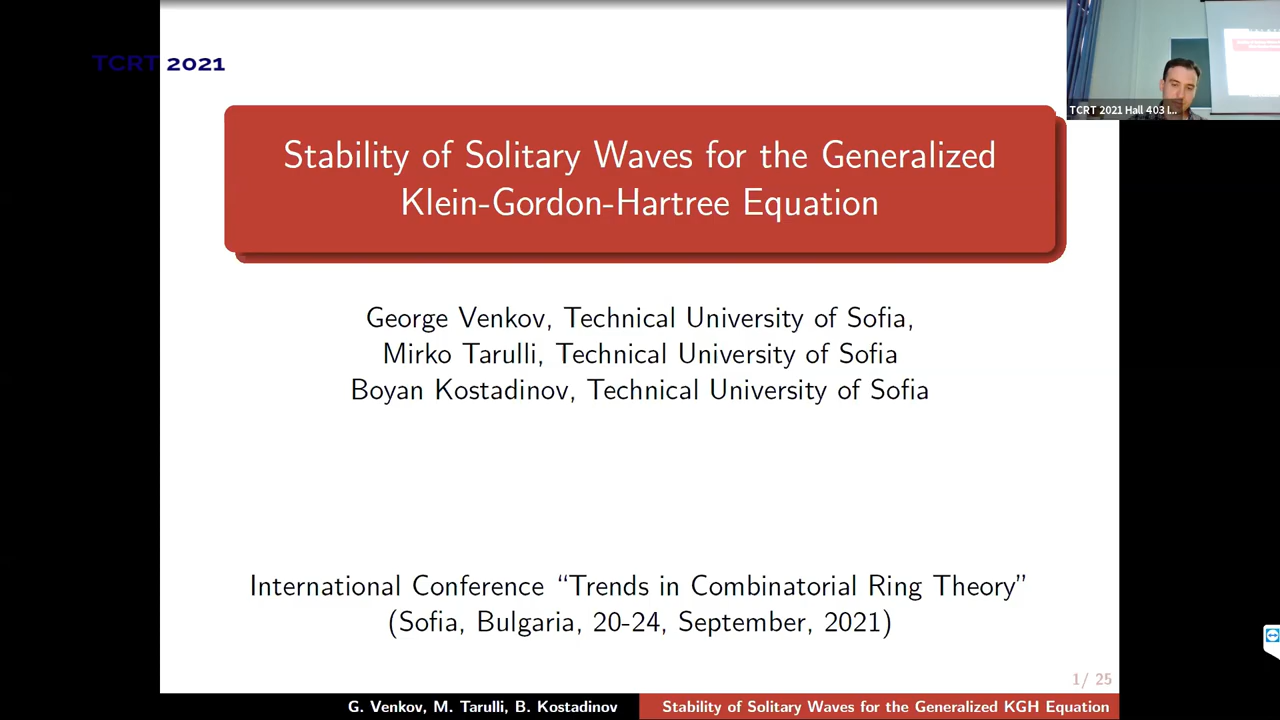 TCRT 2021
TCRT 2021 Hall 403 I...
Stability of Solitary Waves for the Generalized
Klein-Gordon-Hartree Equation
George Venkov, Technical University of Sofia,
Mirko Tarulli, Technical University of Sofia
Boyan Kostadinov, Technical University of Sofia
International Conference “Trends in Combinatorial Ring Theory”
(Sofia, Bulgaria, 20-24, September, 2021)
1/ 25
G. Venkov, M. Tarulli, B. Kostadinov
Stability of Solitary Waves for the Generalized KGH Equation